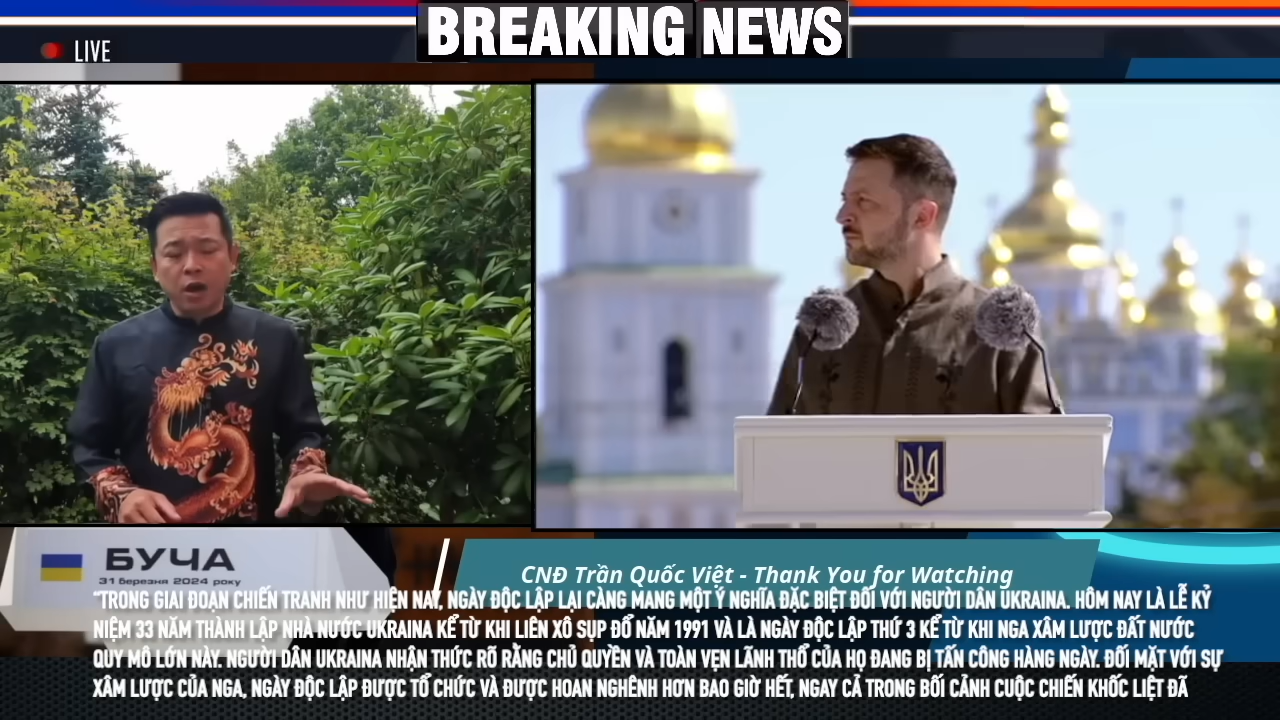 BREAKING NEWS
LIVE
БУЧА
31 березня 2024 року
CNĐ Trần Quốc Việt - Thank You for Watching
“TRONG GIAI ĐOẠN CHIẾN TRANH NHƯ HIỆN NAY, NGÀY ĐỘC LẬP LẠI CÀNG MANG MỘT Ý NGHĨA ĐẶC BIỆT ĐỐI VỚI NGƯỜI DÂN UKRAINA. HÔM NAY LÀ LỄ KỶ
NIỆM 33 NĂM THÀNH LẬP NHÀ NƯỚC UKRAINA KỂ TỪ KHI LIÊN XÔ SỤP ĐỔ NĂM 1991 VÀ LÀ NGÀY ĐỘC LẬP THỨ 3 KỂ TỪ KHI NGA XÂM LƯỢC ĐẤT NƯỚC
QUY MÔ LỚN NÀY. NGƯỜI DÂN UKRAINA NHẬN THỨC RÕ RẰNG CHỦ QUYỀN VÀ TOÀN VẸN LÃNH THỔ CỦA HỌ ĐANG BỊ TẤN CÔNG HÀNG NGÀY. ĐỐI MẶT VỚI SỰ
XÂM LƯỢC CỦA NGA, NGÀY ĐỘC LẬP ĐƯỢC TỔ CHỨC VÀ ĐƯỢC HOAN NGHÊNH HƠN BAO GIỜ HẾT, NGAY CẢ TRONG BỐI CẢNH CUỘC CHIẾN KHỐC LIỆT ĐÃ